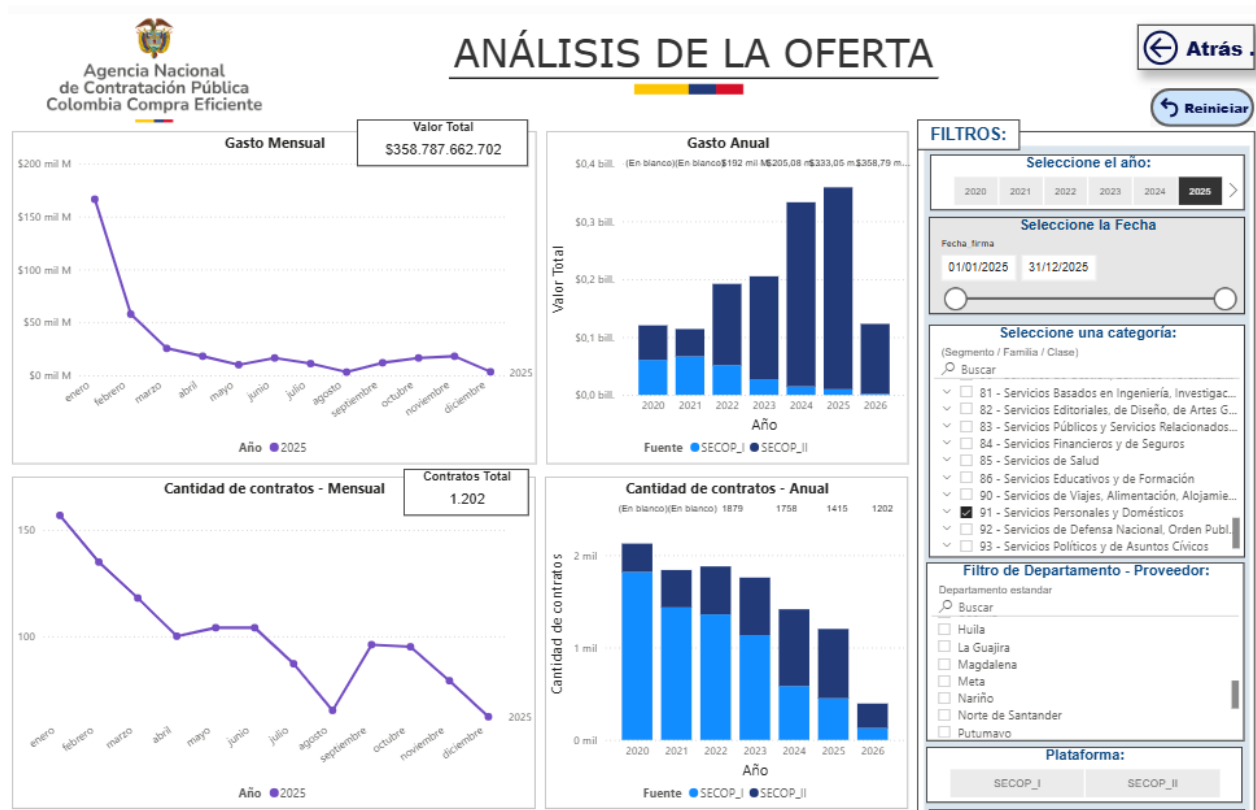 Agencia Nacional
de Contratación Pública
Colombia Compra Eficiente
ANÁLISIS DE LA OFERTA
Atrás .
Reiniciar
Gasto Mensual
Valor Total
$358.787.662.702
$200 mil M
$150 mil M
$100 mil M
$50 mil M
$0 mil M
enero
febrero
marzo
abril
mayo
junio
julio
agosto
septiembre
octubre
noviembre
diciembre
2025
Año 2025
Gasto Anual
(En blanco)(En blanco)$192 mil M$205,08 m$333,05 m...$358,79 m...
Valor Total
$0,4 bill.
$0,3 bill.
$0,2 bill.
$0,1 bill.
$0,0 bill.
2020 2021 2022 2023 2024 2025 2026
Año
Fuente SECOP_I SECOP_II
Cantidad de contratos - Mensual
Contratos Total
1.202
150
100
enero
febrero
marzo
abril
mayo
junio
julio
agosto
septiembre
octubre
noviembre
diciembre
2025
Año 2025
Cantidad de contratos - Anual
(En blanco)(En blanco) 1879 1758 1415 1202
Cantidad de contratos
2 mil
1 mil
0 mil
2020 2021 2022 2023 2024 2025 2026
Año
Fuente SECOP_I SECOP_II
FILTROS:
Seleccione el año:
2020 2021 2022 2023 2024 2025
Seleccione la Fecha
Fecha_firma
01/01/2025 31/12/2025
Seleccione una categoría:
(Segmento / Familia / Clase)
Buscar
81 - Servicios Basados en Ingeniería, Investigac...
82 - Servicios Editoriales, de Diseño, de Artes G...
83 - Servicios Públicos y Servicios Relacionados...
84 - Servicios Financieros y de Seguros
85 - Servicios de Salud
86 - Servicios Educativos y de Formación
90 - Servicios de Viajes, Alimentación, Alojamie...
91 - Servicios Personales y Domésticos
92 - Servicios de Defensa Nacional, Orden Publ...
93 - Servicios Políticos y de Asuntos Cívicos
Filtro de Departamento - Proveedor:
Departamento estandar
Buscar
Huila
La Guajira
Magdalena
Meta
Nariño
Norte de Santander
Putumayo
Plataforma:
SECOP_I SECOP_II